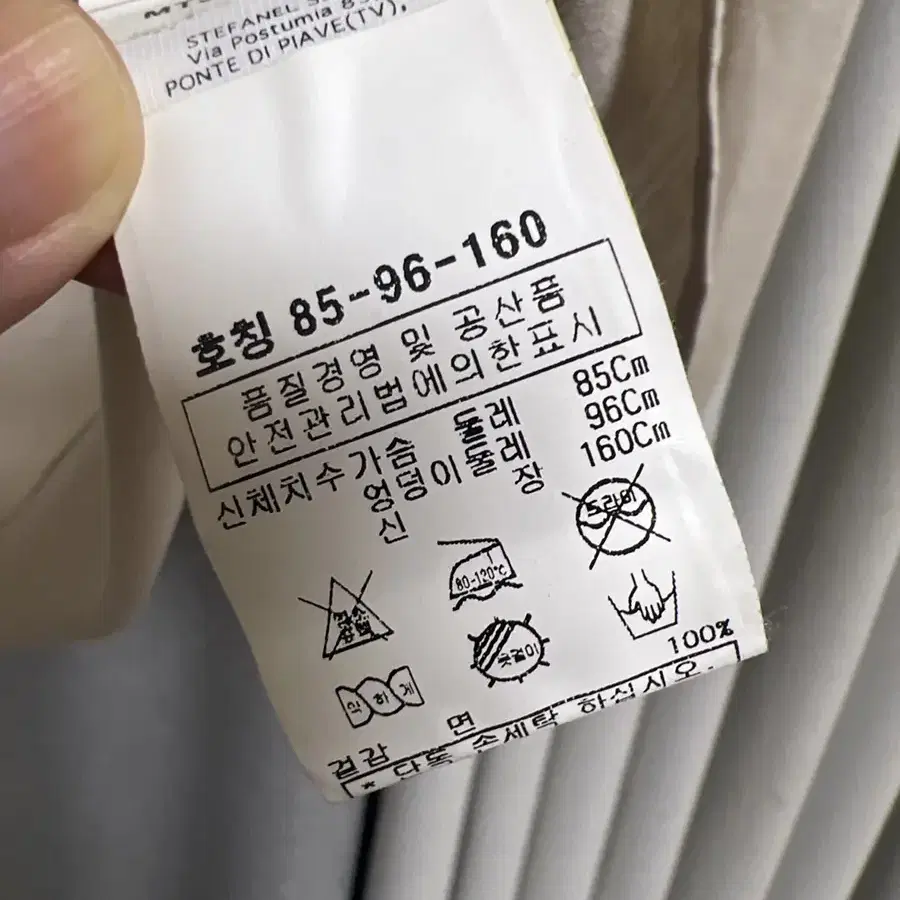 STEFANEL S
Via Postumia 85
PONTE DI PIAVE(TV),
호칭 85-96-160
품질경영 및 공산품
안전관리법에의한표시
신체치수가슴 둘레 85Cm
엉덩이둘레 96Cm
신 장 160Cm
드라이
80-120℃
염소
표백
옷걸이
약하게
겉감 면 100%
* 단독 손세탁 하십시오.